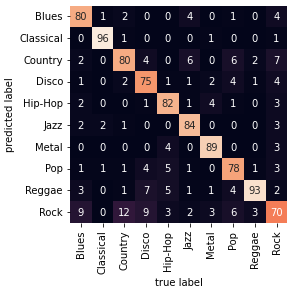 Blues 80 1 2 0 0 4 0 1 0 4
Classical 0 96 1 0 0 0 1 0 0 1
Country 2 0 80 4 0 6 0 6 2 7
Disco 1 0 2 75 1 1 2 4 1 4
Hip-Hop 2 0 0 1 82 1 4 1 0 3
Jazz 2 2 1 0 0 84 0 0 0 3
Metal 0 0 0 0 4 0 89 0 0 3
Pop 1 1 1 4 5 1 0 78 1 3
Reggae 3 0 1 7 5 1 1 4 93 2
Rock 9 0 12 9 3 2 3 6 3 70
predicted label
Blues Classical Country Disco Hip-Hop Jazz Metal Pop Reggae Rock
true label